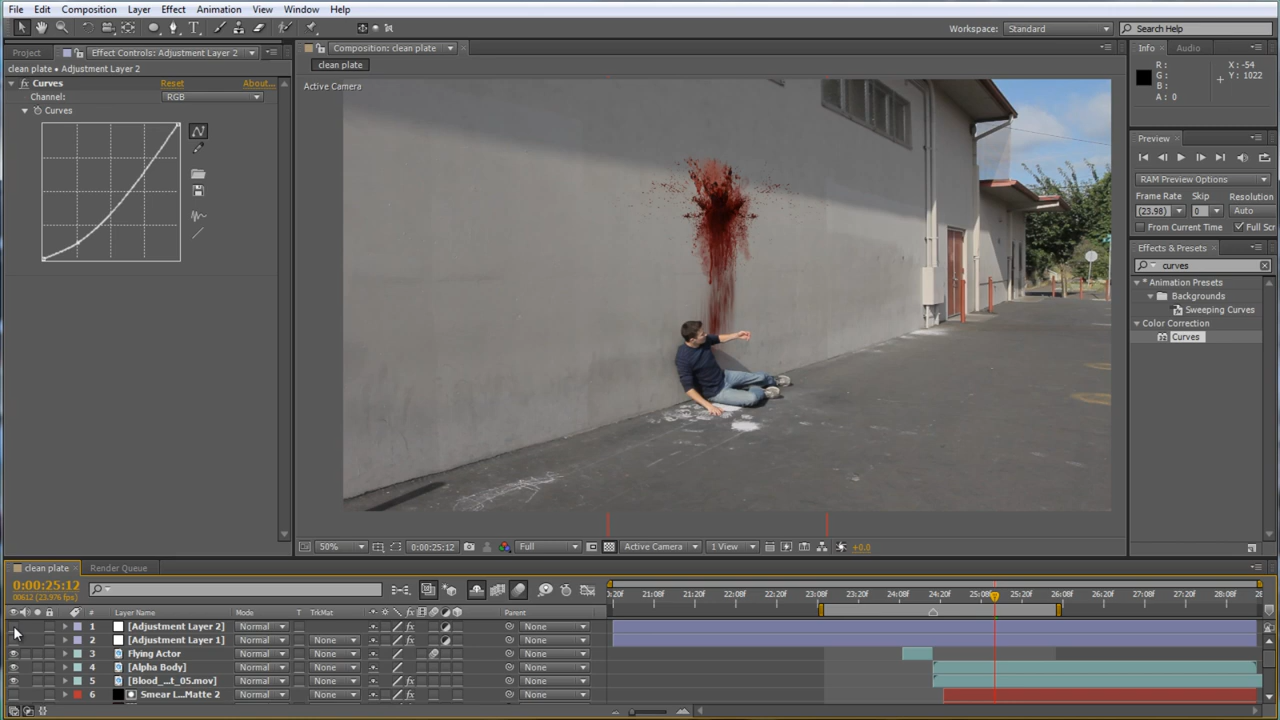 File Edit Composition Layer Effect Animation View Window Help
Workspace: Standard Search Help
Project Effect Controls: Adjustment Layer 2
clean plate • Adjustment Layer 2
fx Curves Reset About...
Channel: RGB
Curves
Composition: clean plate
clean plate
Active Camera
Info Audio
R : X : -54
G : Y : 1022
B :
A : 0
Preview
RAM Preview Options
Frame Rate Skip Resolution
(23.98) 0 Auto
From Current Time Full Scr
Effects & Presets
curves
* Animation Presets
Backgrounds
Sweeping Curves
Color Correction
Curves
50% 0:00:25:12 Full Active Camera 1 View +0.0
clean plate Render Queue
0:00:25:12
00612 (23.976 fps)
0:20f 21:09f 21:20f 22:09f 22:20f 23:09f 23:20f 24:09f 24:20f 25:08f 25:20f 26:08f 26:20f 27:08f 27:20f 28:08f 28
# Layer Name Mode T TrkMat Parent
1 [Adjustment Layer 2] Normal None
2 [Adjustment Layer 1] Normal None None
3 Flying Actor Normal None None
4 [Alpha Body] Normal None None
5 [Blood_...t_05.mov] Normal None None
6 Smear L...Matte 2 Normal None None